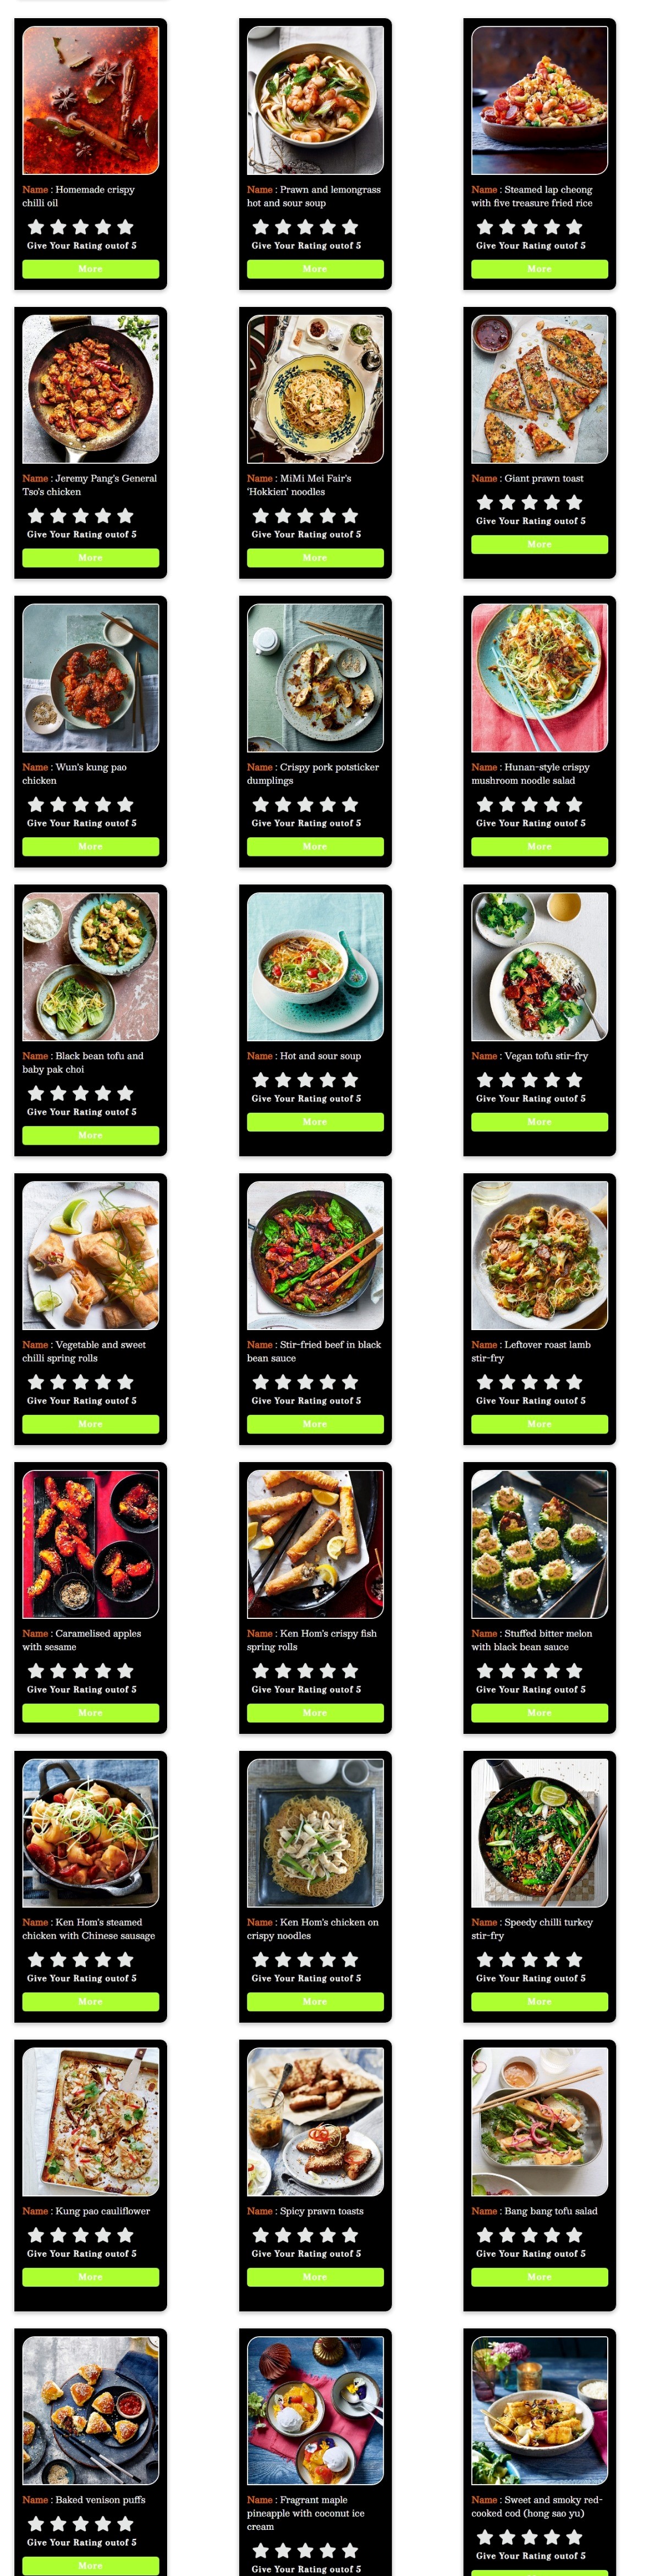 Name : Homemade crispy
chilli oil
Give Your Rating outof 5
More
Name : Prawn and lemongrass
hot and sour soup
Give Your Rating outof 5
More
Name : Steamed lap cheong
with five treasure fried rice
Give Your Rating outof 5
More
Name : Jeremy Pang's General
Tso's chicken
Give Your Rating outof 5
More
Name : MiMi Mei Fair's
'Hokkien' noodles
Give Your Rating outof 5
More
Name : Giant prawn toast
Give Your Rating outof 5
More
Name : Wun's kung pao
chicken
Give Your Rating outof 5
More
Name : Crispy pork potsticker
dumplings
Give Your Rating outof 5
More
Name : Hunan-style crispy
mushroom noodle salad
Give Your Rating outof 5
More
Name : Black bean tofu and
baby pak choi
Give Your Rating outof 5
More
Name : Hot and sour soup
Give Your Rating outof 5
More
Name : Vegan tofu stir-fry
Give Your Rating outof 5
More
Name : Vegetable and sweet
chilli spring rolls
Give Your Rating outof 5
More
Name : Stir-fried beef in black
bean sauce
Give Your Rating outof 5
More
Name : Leftover roast lamb
stir-fry
Give Your Rating outof 5
More
Name : Caramelised apples
with sesame
Give Your Rating outof 5
More
Name : Ken Hom's crispy fish
spring rolls
Give Your Rating outof 5
More
Name : Stuffed bitter melon
with black bean sauce
Give Your Rating outof 5
More
Name : Ken Hom's steamed
chicken with Chinese sausage
Give Your Rating outof 5
More
Name : Ken Hom's chicken on
crispy noodles
Give Your Rating outof 5
More
Name : Speedy chilli turkey
stir-fry
Give Your Rating outof 5
More
Name : Kung pao cauliflower
Give Your Rating outof 5
More
Name : Spicy prawn toasts
Give Your Rating outof 5
More
Name : Bang bang tofu salad
Give Your Rating outof 5
More
Name : Baked venison puffs
Give Your Rating outof 5
More
Name : Fragrant maple
pineapple with coconut ice
cream
Give Your Rating outof 5
Name : Sweet and smoky red-
cooked cod (hong sao yu)
Give Your Rating outof 5